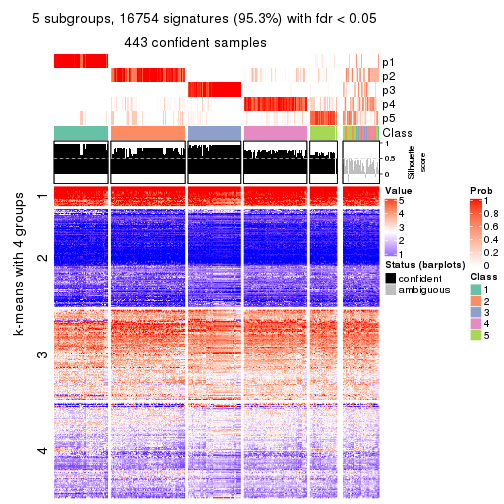 5 subgroups, 16754 signatures (95.3%) with fdr < 0.05
443 confident samples
p1
p2
p3
p4
p5
Class
1
0.5
0
Silhouette
score
k-means with 4 groups
1
2
3
4
Value
5
4
3
2
1
Status (barplots)
confident
ambiguous
Prob
1
0.8
0.6
0.4
0.2
0
Class
1
2
3
4
5